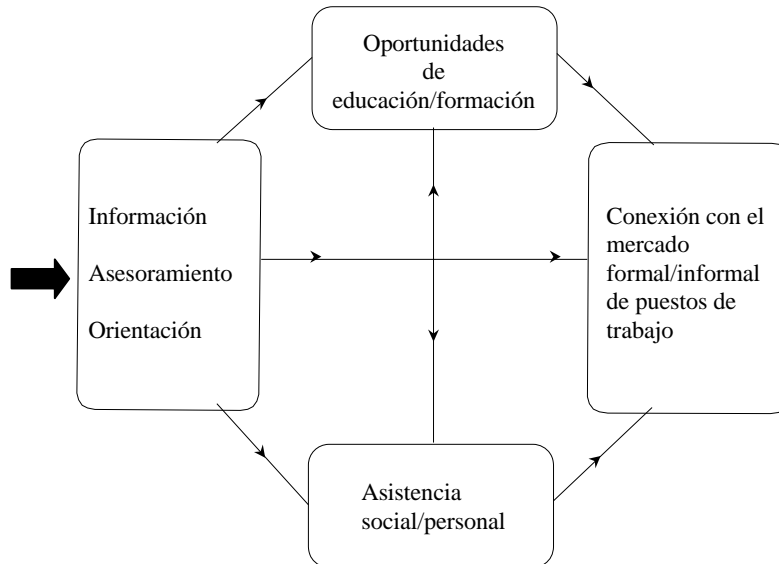 Oportunidades
de
educación/formación
Información
Asesoramiento
Orientación
Conexión con el
mercado
formal/informal
de puestos de
trabajo
Asistencia
social/personal